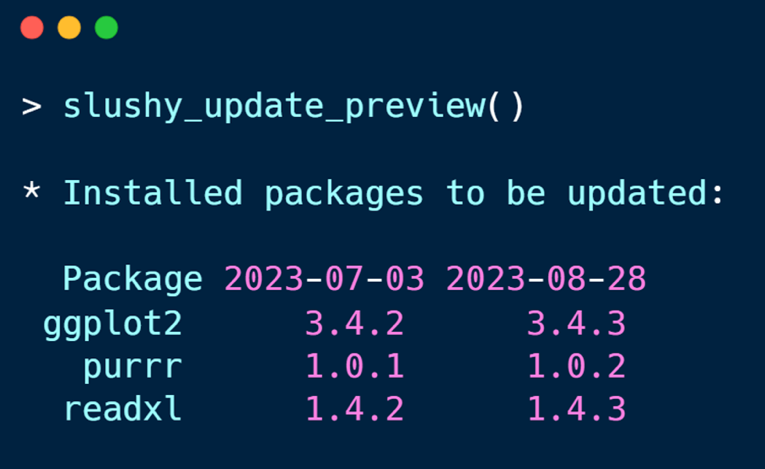 > slushy_update_preview()
* Installed packages to be updated:
Package 2023-07-03 2023-08-28
ggplot2 3.4.2 3.4.3
purrr 1.0.1 1.0.2
readxl 1.4.2 1.4.3